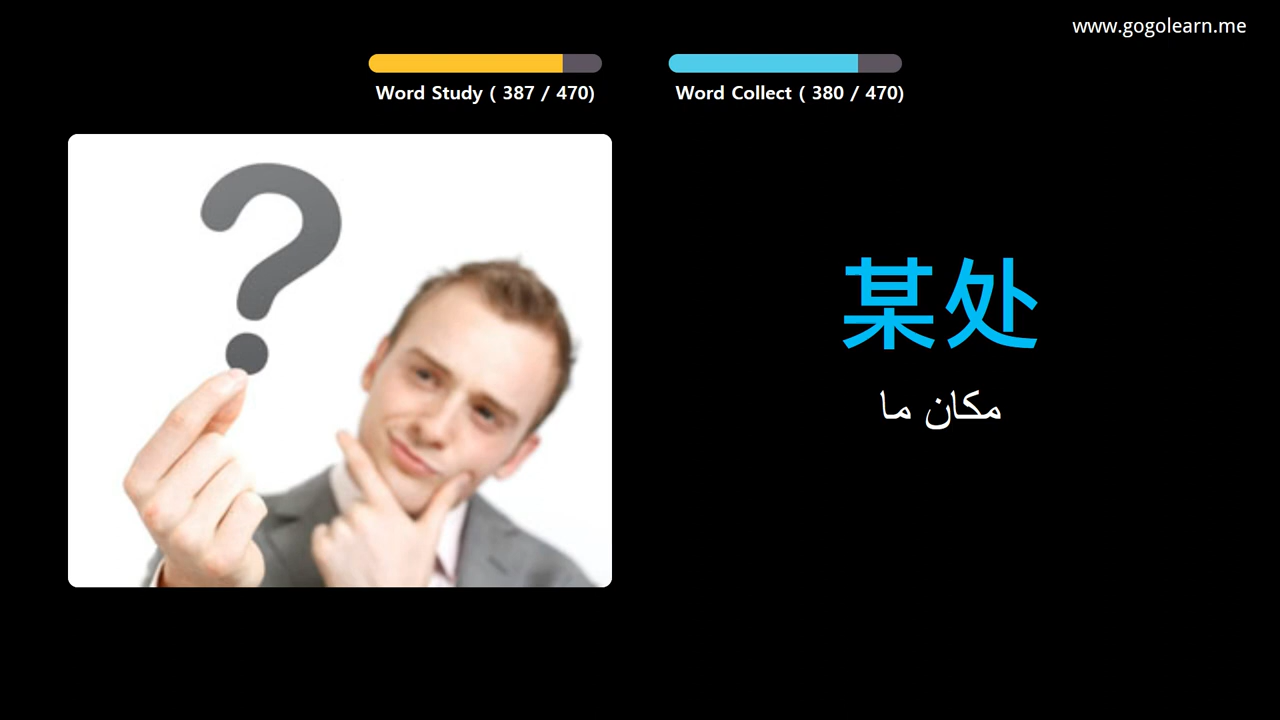 www.gogolearn.me
Word Study ( 387 / 470)
Word Collect ( 380 / 470)
某处
مكان ما